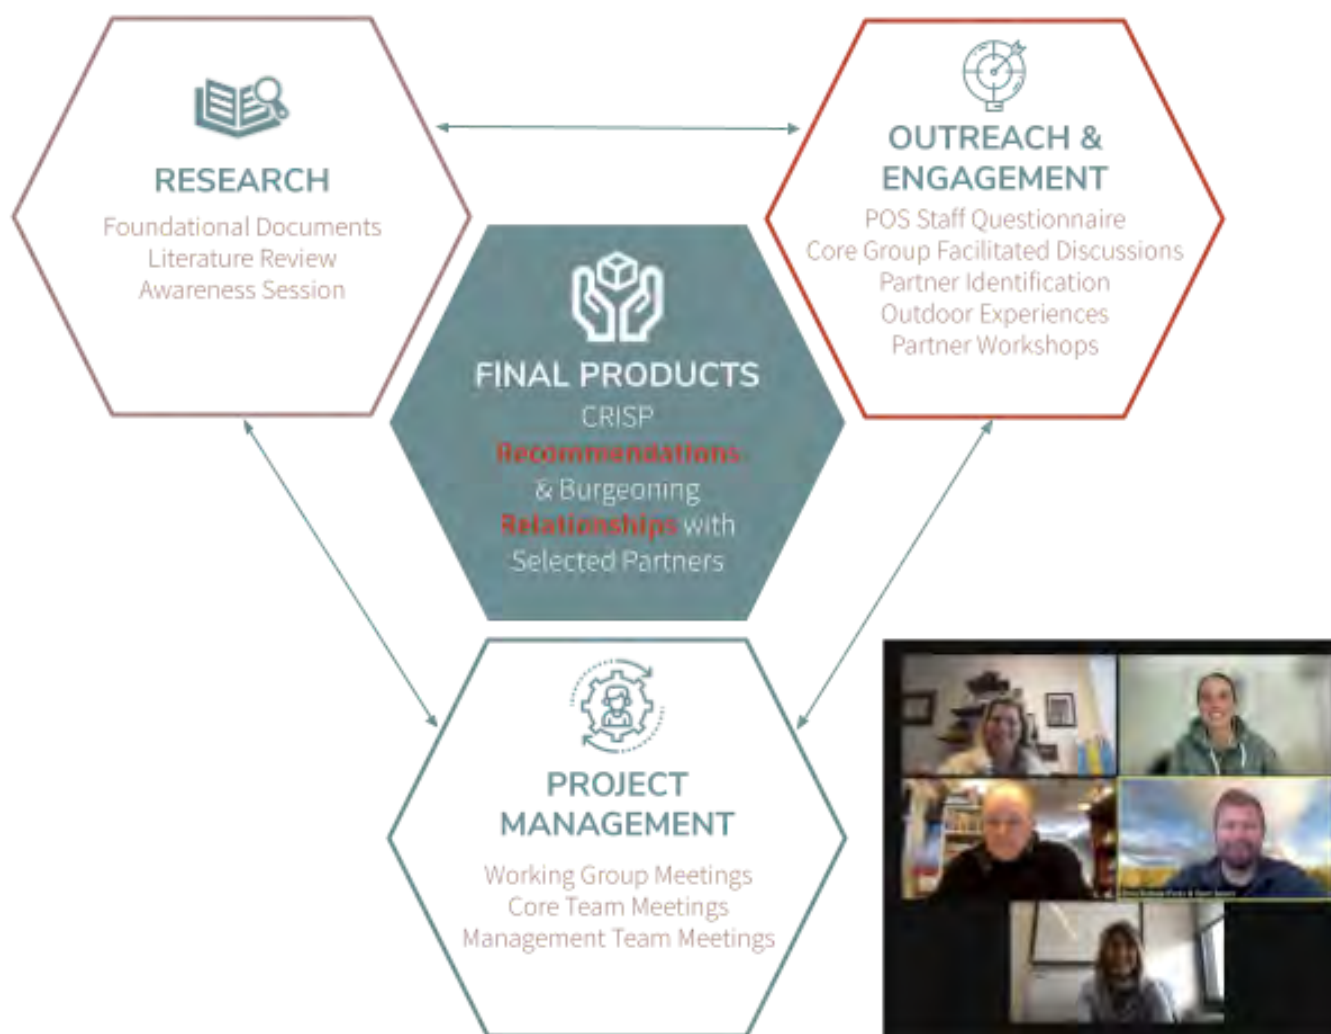 RESEARCH
Foundational Documents
Literature Review
Awareness Session
OUTREACH &
ENGAGEMENT
POS Staff Questionnaire
Core Group Facilitated Discussions
Partner Identification
Outdoor Experiences
Partner Workshops
FINAL PRODUCTS
CRISP
Recommendations
& Burgeoning
Relationships with
Selected Partners
PROJECT
MANAGEMENT
Working Group Meetings
Core Team Meetings
Management Team Meetings